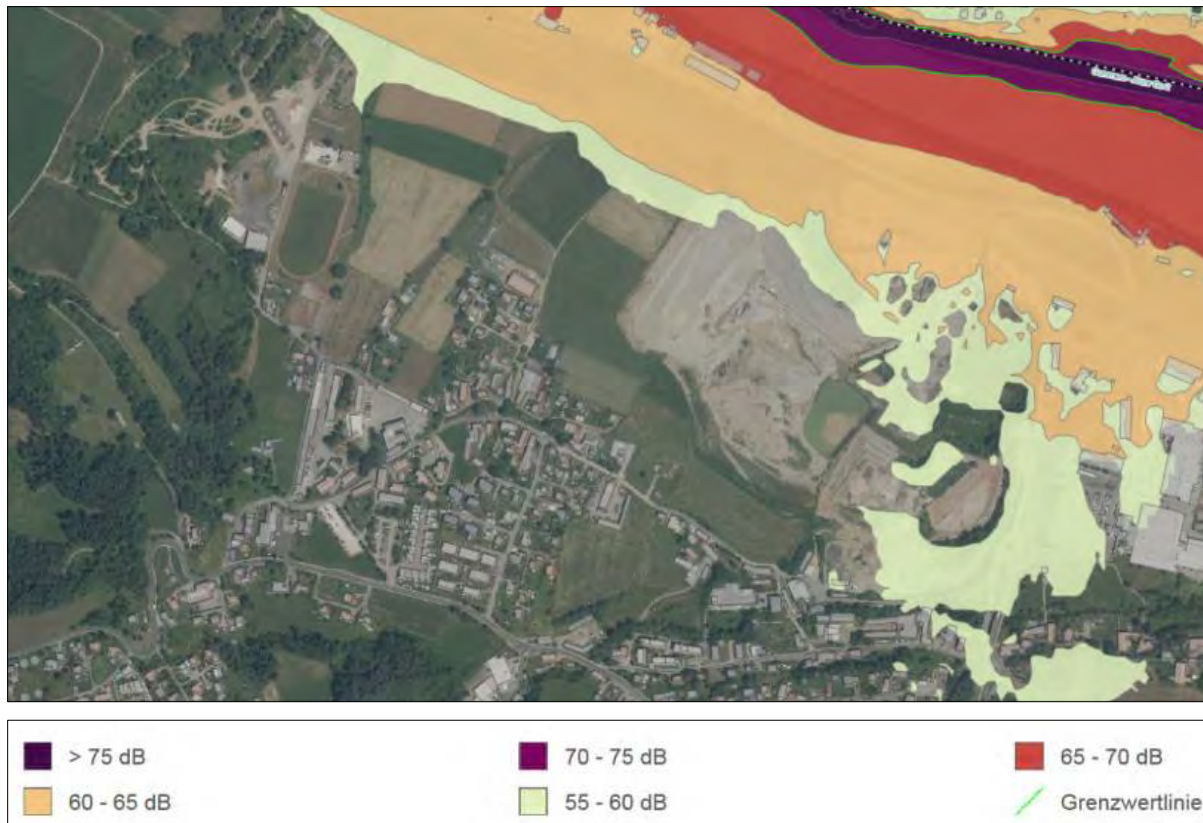 > 75 dB
70 - 75 dB
65 - 70 dB
60 - 65 dB
55 - 60 dB
Grenzwertlinie